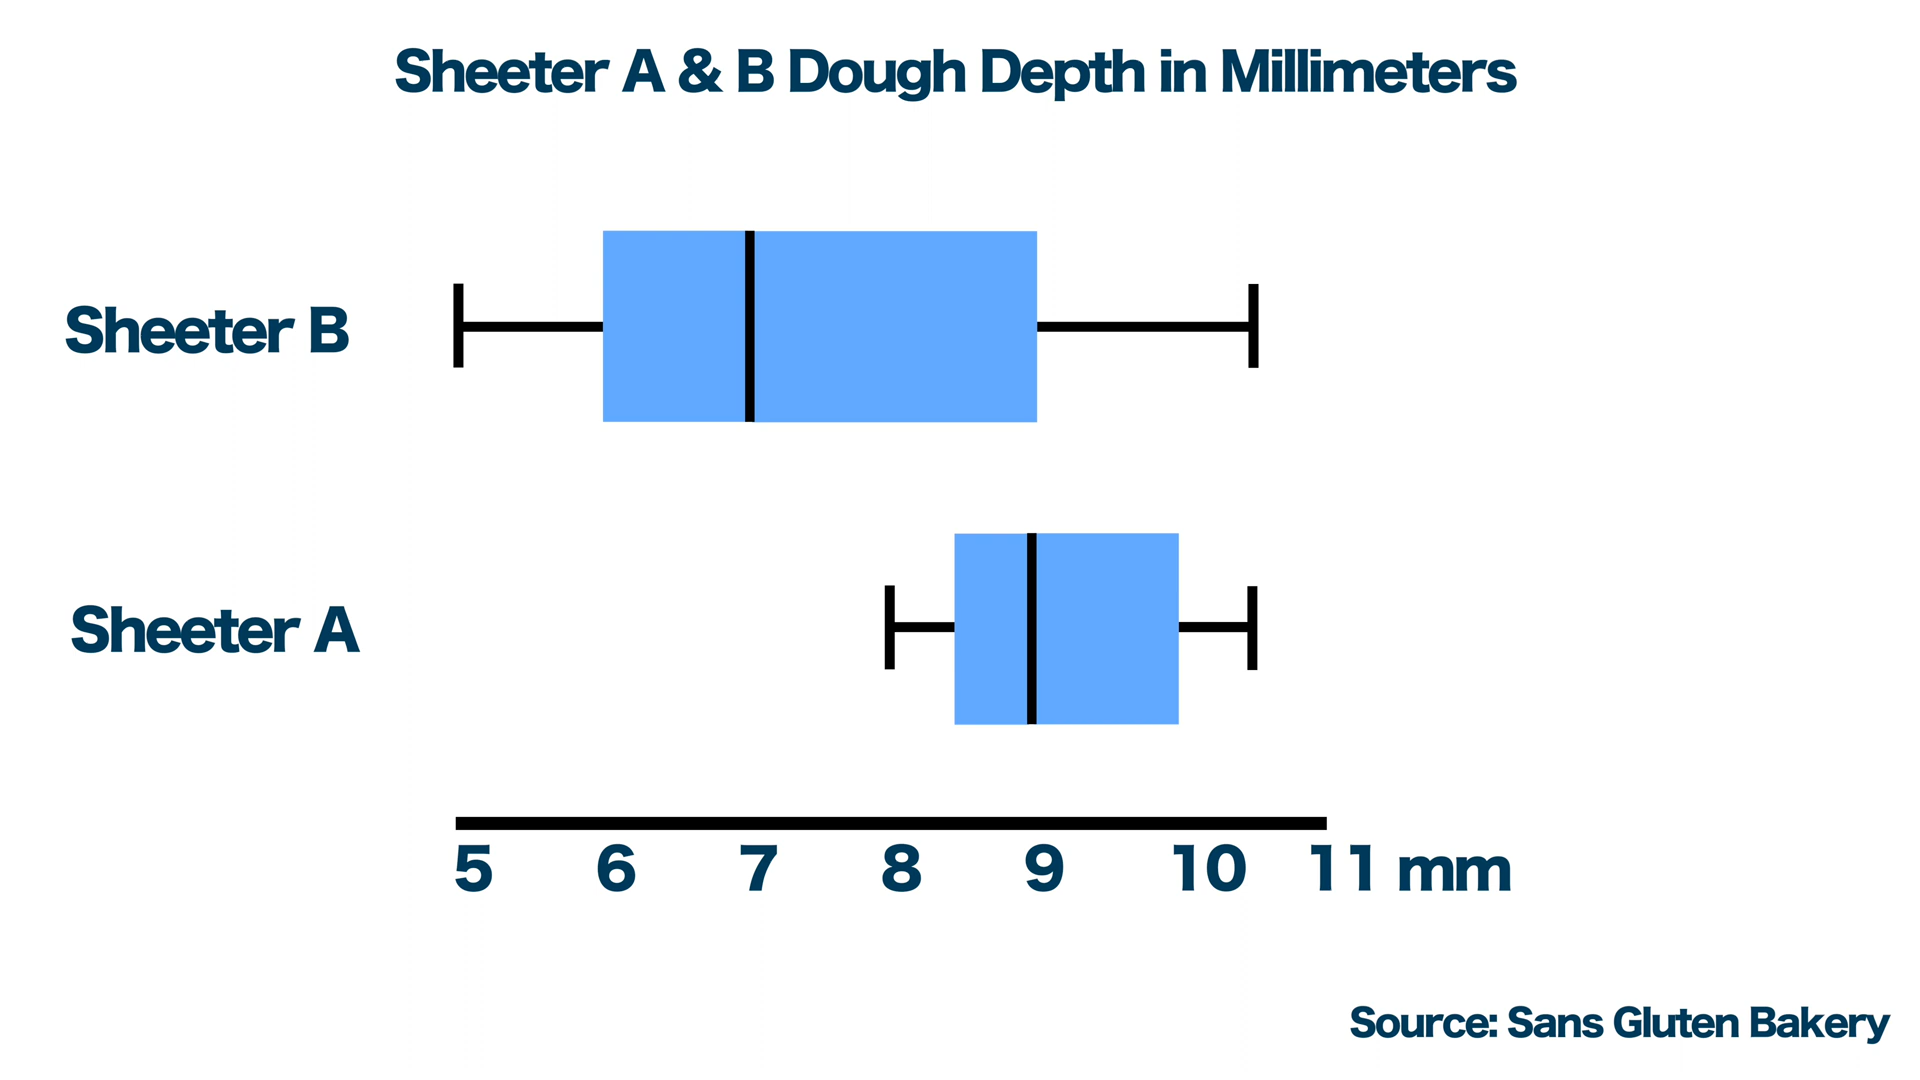 Sheeter A & B Dough Depth in Millimeters
Sheeter B
Sheeter A
5 6 7 8 9 10 11 mm
Source: Sans Gluten Bakery